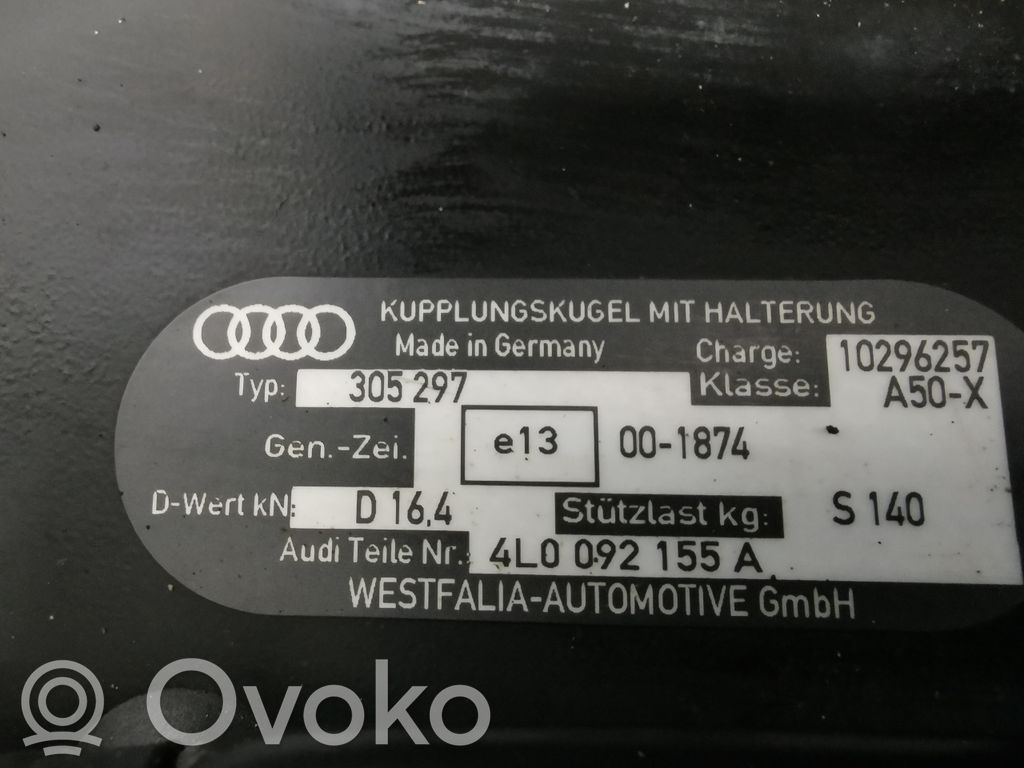 KUPPLUNGSKUGEL MIT HALTERUNG
Made in Germany
Charge: 10296257
Typ: 305 297
Klasse: A50-X
Gen.-Zei. e13 00-1874
D-Wert kN: D 16,4 Stützlast kg: S 140
Audi Teile Nr.: 4L0 092 155 A
WESTFALIA-AUTOMOTIVE GmbH
Ovoko